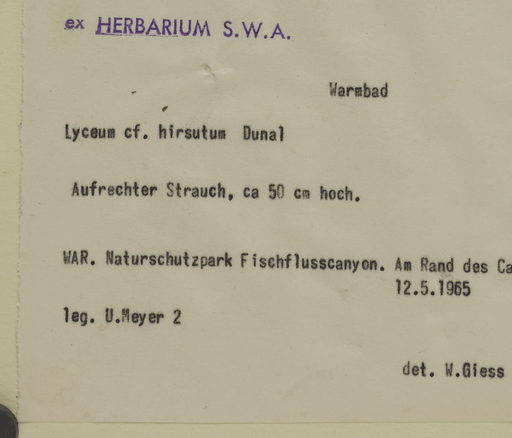 ex HERBARIUM S.W.A.
Warmbad
Lyceum cf. hirsutum Dunal
Aufrechter Strauch, ca 50 cm hoch.
WAR. Naturschutzpark Fischflusscanyon. Am Rand des Ca
12.5.1965
leg. U.Meyer 2
det. W.Giess